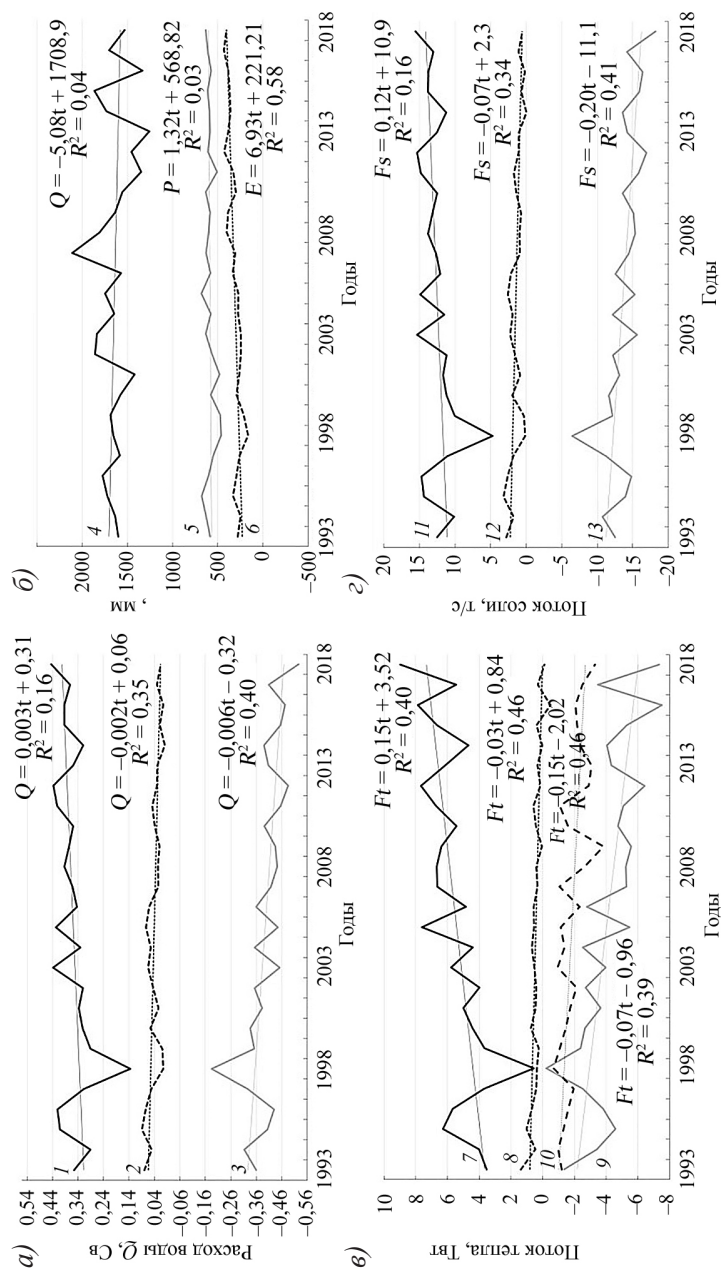 а)
Расход воды Q, Св
0,54
0,44
0,34
0,24
0,14
0,04
−0,06
−0,16
−0,26
−0,36
−0,46
−0,56
1
2
3
Q = 0,003t + 0,31
R² = 0,16
Q = −0,002t + 0,06
R² = 0,35
Q = −0,006t − 0,32
R² = 0,40
1993
1998
2003
2008
2013
2018
Годы
б)
, мм
2000
1500
1000
500
0
−500
4
5
6
Q = −5,08t + 1708,9
R² = 0,04
P = 1,32t + 568,82
R² = 0,03
E = 6,93t + 221,21
R² = 0,58
1993
1998
2003
2008
2013
2018
Годы
в)
Поток тепла, Твт
10
8
6
4
2
0
−2
−4
−6
−8
7
8
10
9
Ft = 0,15t + 3,52
R² = 0,40
Ft = −0,03t + 0,84
R² = 0,46
Ft = −0,15t − 2,02
R² = 0,46
Ft = −0,07t − 0,96
R² = 0,39
1993
1998
2003
2008
2013
2018
Годы
г)
Поток соли, т/с
20
15
10
5
0
−5
−10
−15
−20
11
12
13
Fs = 0,12t + 10,9
R² = 0,16
Fs = −0,07t + 2,3
R² = 0,34
Fs = −0,20t − 11,1
R² = 0,41
1993
1998
2003
2008
2013
2018
Годы